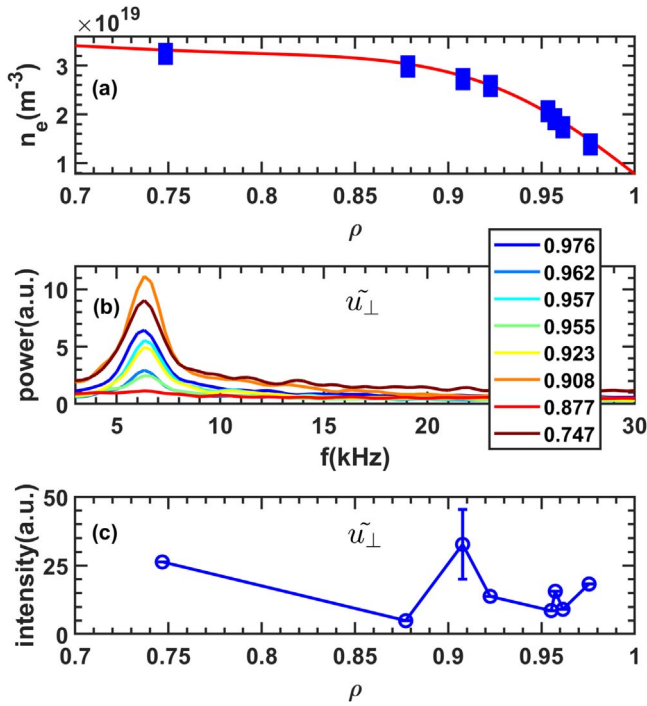 ×10^19
n_e(m^-3)
3
2
1
(a)
0.7 0.75 0.8 0.85 0.9 0.95 1
ρ
power(a.u.)
10
5
0
(b)
ũ_⊥
0.976
0.962
0.957
0.955
0.923
0.908
0.877
0.747
5 10 15 20 30
f(kHz)
intensity(a.u.)
50
25
0
(c)
ũ_⊥
0.7 0.75 0.8 0.85 0.9 0.95 1
ρ